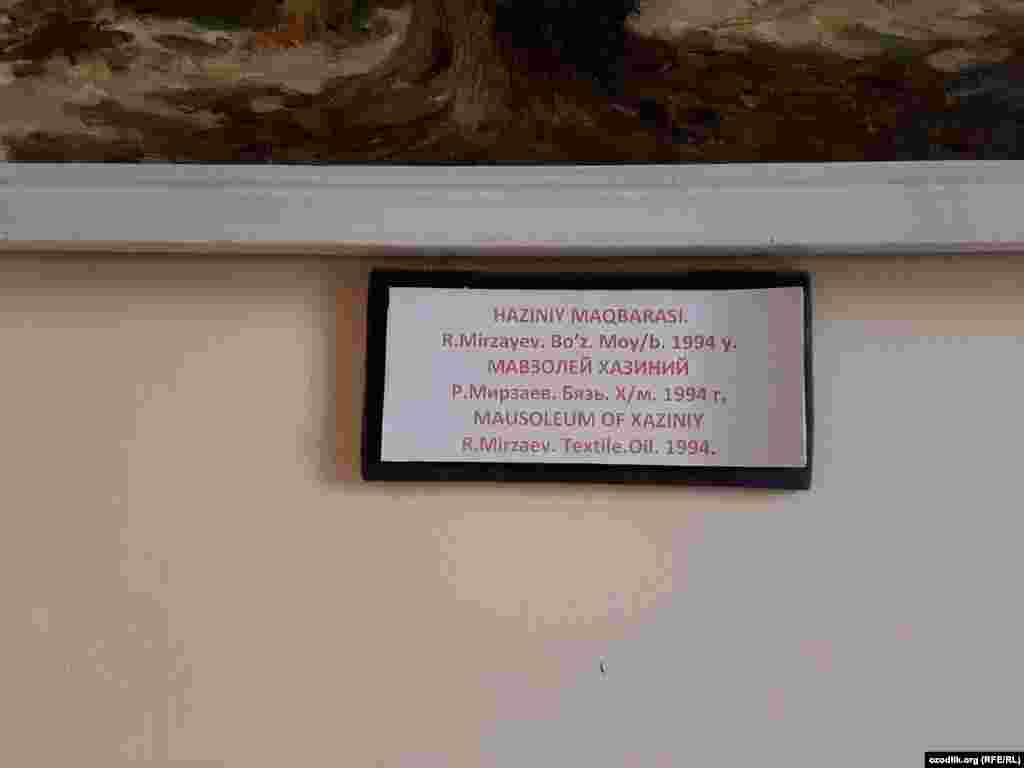 HAZINIY MAQBARASI.
R.Mirzayev. Bo'z. Moy/b. 1994 y.
МАВЗОЛЕЙ ХАЗИНИЙ
Р.Мирзаев. Бязь. Х/м. 1994 г.
MAUSOLEUM OF XAZINIY
R.Mirzaev. Textile.Oil. 1994.
ozodlik.org (RFE/RL)